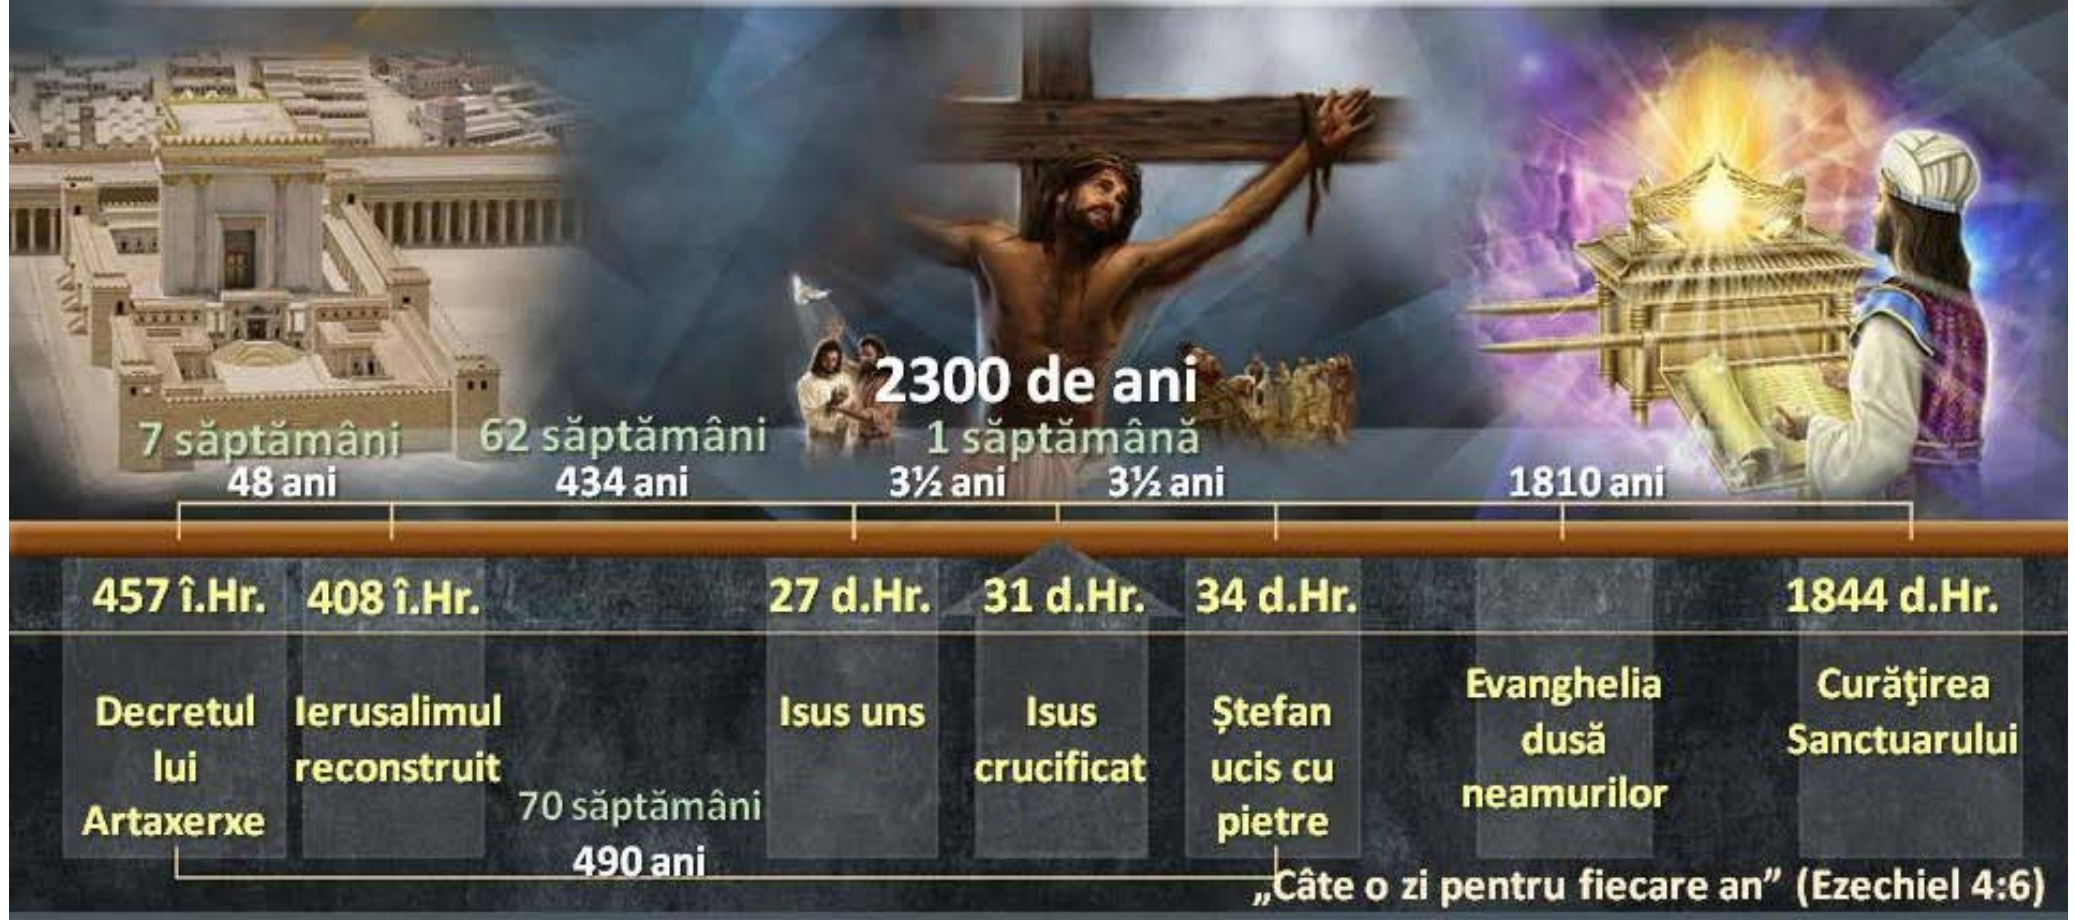 2300 de ani
7 săptămâni
62 săptămâni
1 săptămână
48 ani
434 ani
3½ ani
3½ ani
1810 ani
457 î.Hr.
408 î.Hr.
27 d.Hr.
31 d.Hr.
34 d.Hr.
1844 d.Hr.
Decretul
lui
Artaxerxe
Ierusalimul
reconstruit
Isus uns
Isus
crucificat
Ștefan
ucis cu
pietre
Evanghelia
dusă
neamurilor
Curăţirea
Sanctuarului
70 săptămâni
490 ani
„Câte o zi pentru fiecare an” (Ezechiel 4:6)